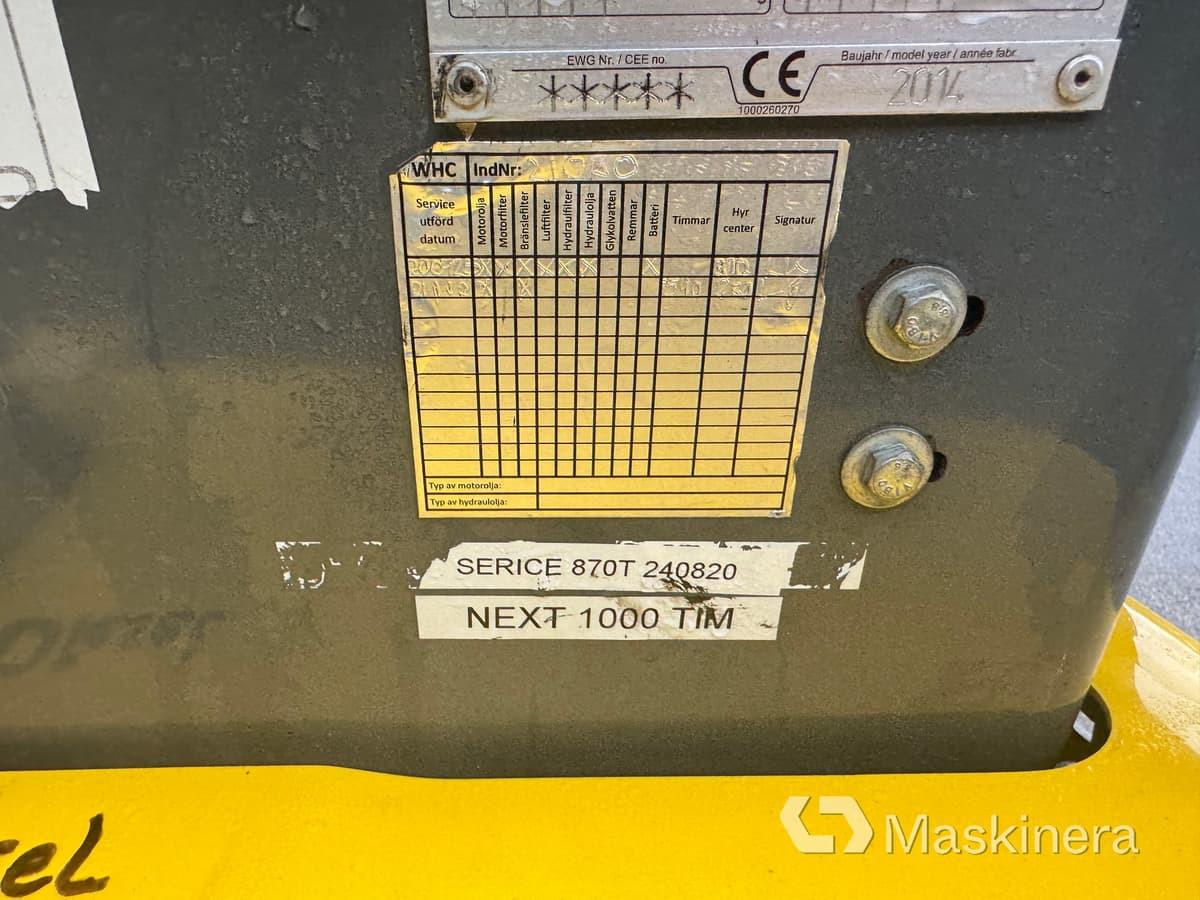 EWG Nr. / CEE no.
*****
CE
1000260270
Baujahr / model year / année fabr.
2014
WHC IndNr:
Service utförd datum Motorolja Motorfilter Bränslefilter Luftfilter Hydraulfilter Hydraulolja Glykolvatten Remmar Batteri Timmar Hyr center Signatur
X X X X X X X
X X
Typ av motorolja:
Typ av hydraulolja:
SERICE 870T 240820
NEXT 1000 TIM
8.8
Maskinera